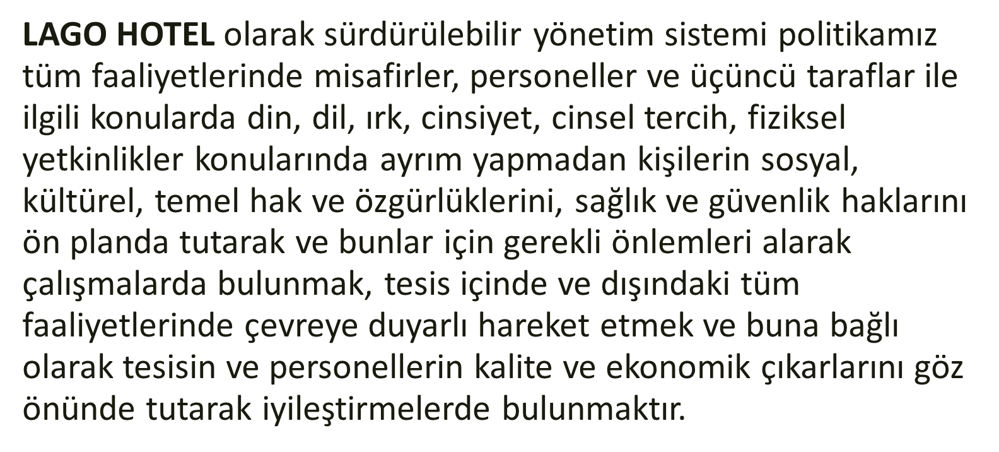 LAGO HOTEL olarak sürdürülebilir yönetim sistemi politikamız
tüm faaliyetlerinde misafirler, personeller ve üçüncü taraflar ile
ilgili konularda din, dil, ırk, cinsiyet, cinsel tercih, fiziksel
yetkinlikler konularında ayrım yapmadan kişilerin sosyal,
kültürel, temel hak ve özgürlüklerini, sağlık ve güvenlik haklarını
ön planda tutarak ve bunlar için gerekli önlemleri alarak
çalışmalarda bulunmak, tesis içinde ve dışındaki tüm
faaliyetlerinde çevreye duyarlı hareket etmek ve buna bağlı
olarak tesisin ve personellerin kalite ve ekonomik çıkarlarını göz
önünde tutarak iyileştirmelerde bulunmaktır.